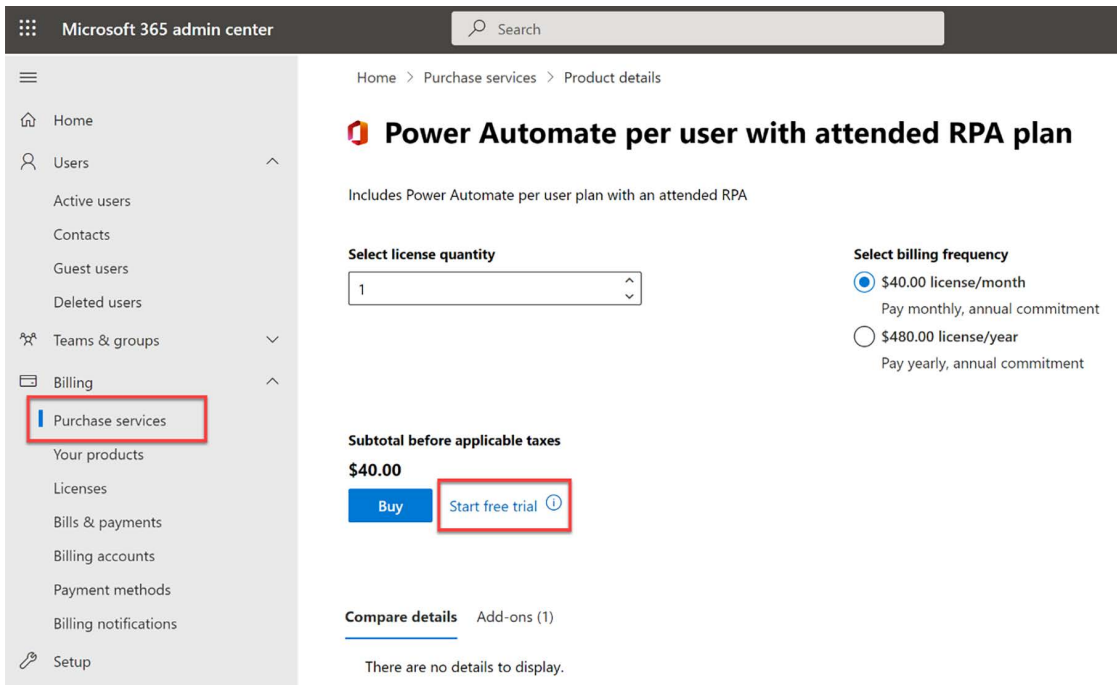 Microsoft 365 admin center
Search
Home
Users
Active users
Contacts
Guest users
Deleted users
Teams & groups
Billing
Purchase services
Your products
Licenses
Bills & payments
Billing accounts
Payment methods
Billing notifications
Setup
Home > Purchase services > Product details
Power Automate per user with attended RPA plan
Includes Power Automate per user plan with an attended RPA
Select license quantity
1
Select billing frequency
$40.00 license/month
Pay monthly, annual commitment
$480.00 license/year
Pay yearly, annual commitment
Subtotal before applicable taxes
$40.00
Buy Start free trial
Compare details Add-ons (1)
There are no details to display.